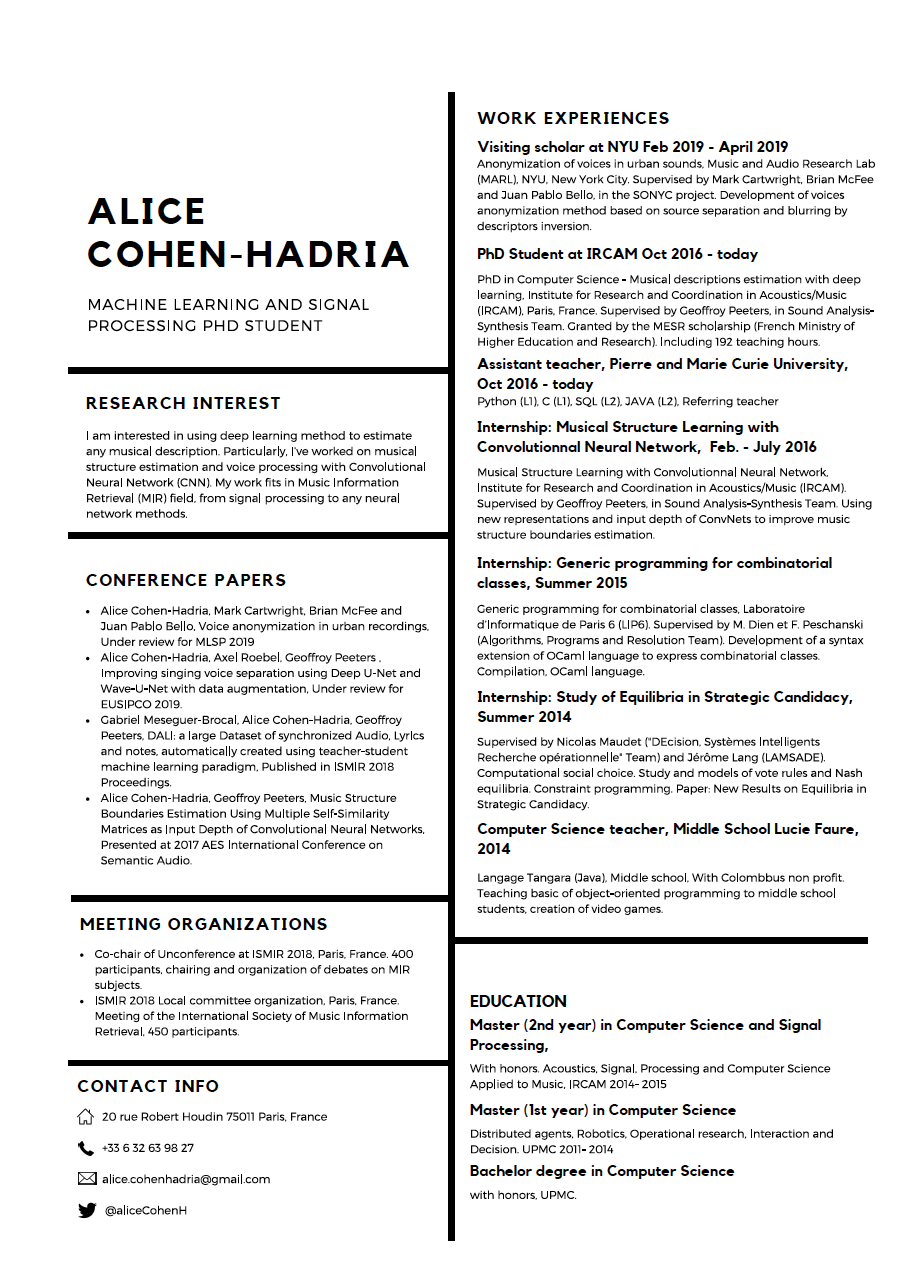 ALICE
COHEN-HADRIA
MACHINE LEARNING AND SIGNAL
PROCESSING PHD STUDENT
RESEARCH INTEREST
I am interested in using deep learning method to estimate
any musical description. Particularly, I've worked on musical
structure estimation and voice processing with Convolutional
Neural Network (CNN). My work fits in Music Information
Retrieval (MIR) field, from signal processing to any neural
network methods.
CONFERENCE PAPERS
• Alice Cohen-Hadria, Mark Cartwright, Brian McFee and
Juan Pablo Bello, Voice anonymization in urban recordings,
Under review for MLSP 2019
• Alice Cohen-Hadria, Axel Roebel, Geoffroy Peeters ,
Improving singing voice separation using Deep U-Net and
Wave-U-Net with data augmentation, Under review for
EUSIPCO 2019.
• Gabriel Meseguer-Brocal, Alice Cohen-Hadria, Geoffroy
Peeters, DALI: a large Dataset of synchronized Audio, LyrIcs
and notes, automatically created using teacher-student
machine learning paradigm, Published in ISMIR 2018
Proceedings.
• Alice Cohen-Hadria, Geoffroy Peeters, Music Structure
Boundaries Estimation Using Multiple Self-Similarity
Matrices as Input Depth of Convolutional Neural Networks,
Presented at 2017 AES International Conference on
Semantic Audio.
MEETING ORGANIZATIONS
• Co-chair of Unconference at ISMIR 2018, Paris, France. 400
participants, chairing and organization of debates on MIR
subjects.
• ISMIR 2018 Local committee organization, Paris, France.
Meeting of the International Society of Music Information
Retrieval, 450 participants.
CONTACT INFO
20 rue Robert Houdin 75011 Paris, France
+33 6 32 63 98 27
alice.cohenhadria@gmail.com
@aliceCohenH
WORK EXPERIENCES
Visiting scholar at NYU Feb 2019 - April 2019
Anonymization of voices in urban sounds, Music and Audio Research Lab
(MARL), NYU, New York City. Supervised by Mark Cartwright, Brian McFee
and Juan Pablo Bello, in the SONYC project. Development of voices
anonymization method based on source separation and blurring by
descriptors inversion.
PhD Student at IRCAM Oct 2016 - today
PhD in Computer Science - Musical descriptions estimation with deep
learning, Institute for Research and Coordination in Acoustics/Music
(IRCAM), Paris, France. Supervised by Geoffroy Peeters, in Sound Analysis-
Synthesis Team. Granted by the MESR scholarship (French Ministry of
Higher Education and Research). Including 192 teaching hours.
Assistant teacher, Pierre and Marie Curie University,
Oct 2016 - today
Python (L1), C (L1), SQL (L2), JAVA (L2), Referring teacher
Internship: Musical Structure Learning with
Convolutionnal Neural Network, Feb. - July 2016
Musical Structure Learning with Convolutionnal Neural Network,
Institute for Research and Coordination in Acoustics/Music (IRCAM).
Supervised by Geoffroy Peeters, in Sound Analysis-Synthesis Team. Using
new representations and input depth of ConvNets to improve music
structure boundaries estimation.
Internship: Generic programming for combinatorial
classes, Summer 2015
Generic programming for combinatorial classes, Laboratoire
d'Informatique de Paris 6 (LIP6). Supervised by M. Dien et F. Peschanski
(Algorithms, Programs and Resolution Team). Development of a syntax
extension of OCaml language to express combinatorial classes.
Compilation, OCaml language.
Internship: Study of Equilibria in Strategic Candidacy,
Summer 2014
Supervised by Nicolas Maudet ("DEcision, Systèmes Intelligents
Recherche opérationnelle" Team) and Jérôme Lang (LAMSADE).
Computational social choice. Study and models of vote rules and Nash
equilibria. Constraint programming. Paper: New Results on Equilibria in
Strategic Candidacy.
Computer Science teacher, Middle School Lucie Faure,
2014
Langage Tangara (Java), Middle school, With Colombbus non profit.
Teaching basic of object-oriented programming to middle school
students, creation of video games.
EDUCATION
Master (2nd year) in Computer Science and Signal
Processing,
With honors. Acoustics, Signal, Processing and Computer Science
Applied to Music, IRCAM 2014- 2015
Master (1st year) in Computer Science
Distributed agents, Robotics, Operational research, Interaction and
Decision. UPMC 2011- 2014
Bachelor degree in Computer Science
with honors, UPMC.